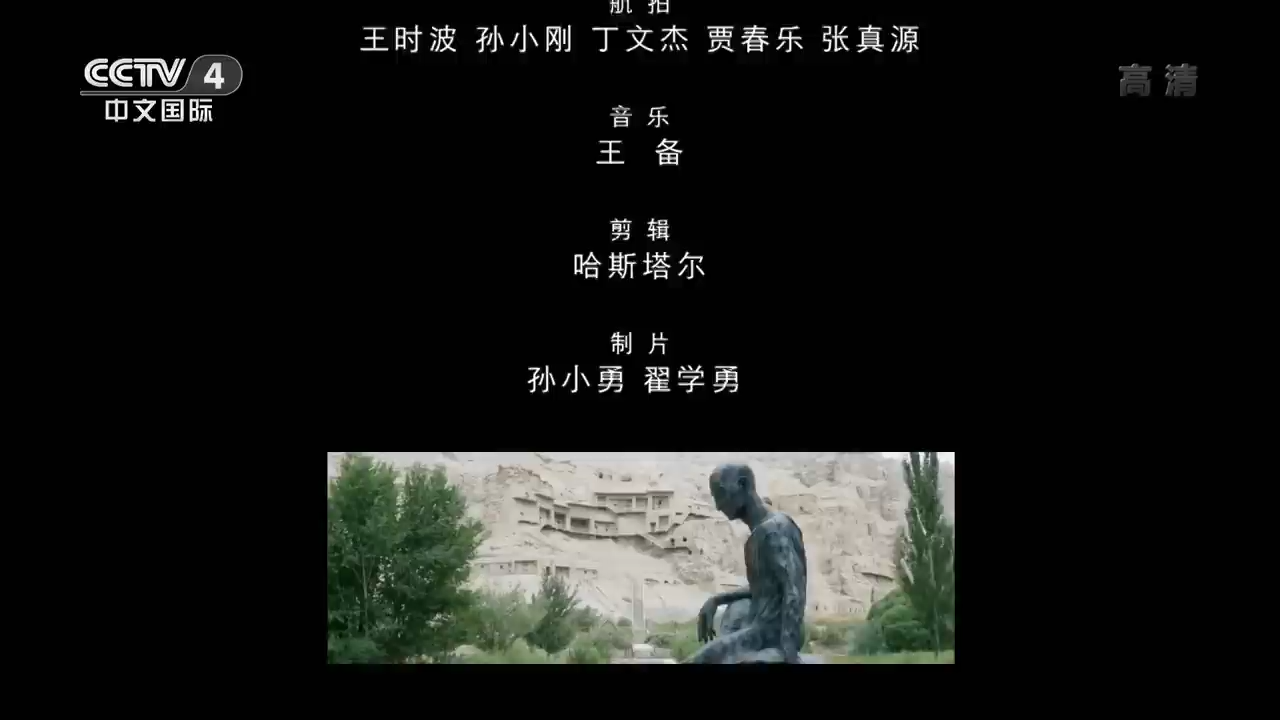 航 拍
王时波 孙小刚 丁文杰 贾春乐 张真源
CCTV 4
中文国际
高清
音 乐
王 备
剪 辑
哈斯塔尔
制 片
孙小勇 翟学勇